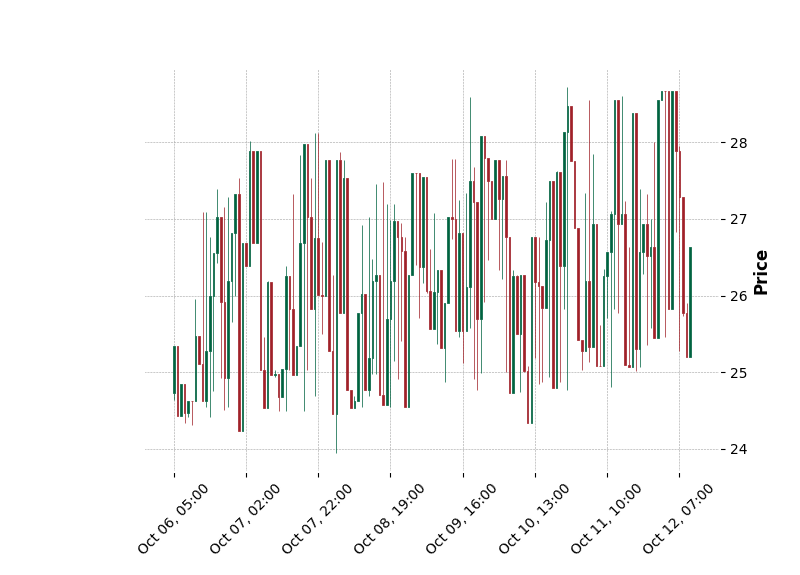 28
27
26
25
24
Price
Oct 06, 05:00
Oct 07, 02:00
Oct 07, 22:00
Oct 08, 19:00
Oct 09, 16:00
Oct 10, 13:00
Oct 11, 10:00
Oct 12, 07:00